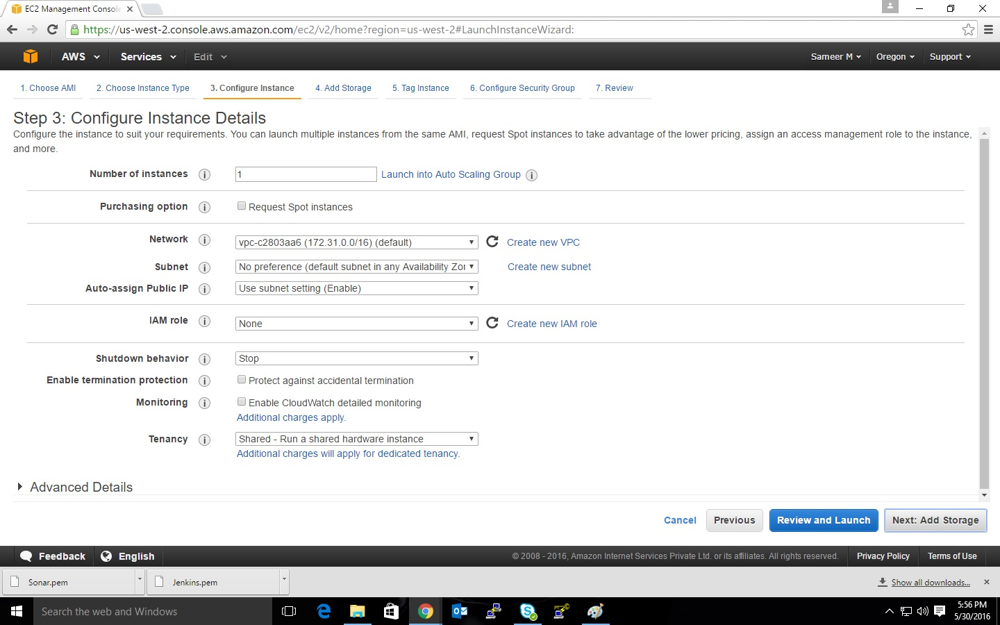 EC2 Management Consol
https://us-west-2.console.aws.amazon.com/ec2/v2/home?region=us-west-2#LaunchInstanceWizard:
AWS Services Edit Sameer M Oregon Support
1. Choose AMI 2. Choose Instance Type 3. Configure Instance 4. Add Storage 5. Tag Instance 6. Configure Security Group 7. Review
Step 3: Configure Instance Details
Configure the instance to suit your requirements. You can launch multiple instances from the same AMI, request Spot instances to take advantage of the lower pricing, assign an access management role to the instance,
and more.
Number of instances 1 Launch into Auto Scaling Group
Purchasing option Request Spot instances
Network vpc-c2803aa6 (172.31.0.0/16) (default) Create new VPC
Subnet No preference (default subnet in any Availability Zor Create new subnet
Auto-assign Public IP Use subnet setting (Enable)
IAM role None Create new IAM role
Shutdown behavior Stop
Enable termination protection Protect against accidental termination
Monitoring Enable CloudWatch detailed monitoring
Additional charges apply.
Tenancy Shared - Run a shared hardware instance
Additional charges will apply for dedicated tenancy.
Advanced Details
Cancel Previous Review and Launch Next: Add Storage
Feedback English © 2008 - 2016, Amazon Internet Services Private Ltd. or its affiliates. All rights reserved. Privacy Policy Terms of Use
Sonar.pem Jenkins.pem Show all downloads...
Search the web and Windows
5:56 PM
5/30/2016